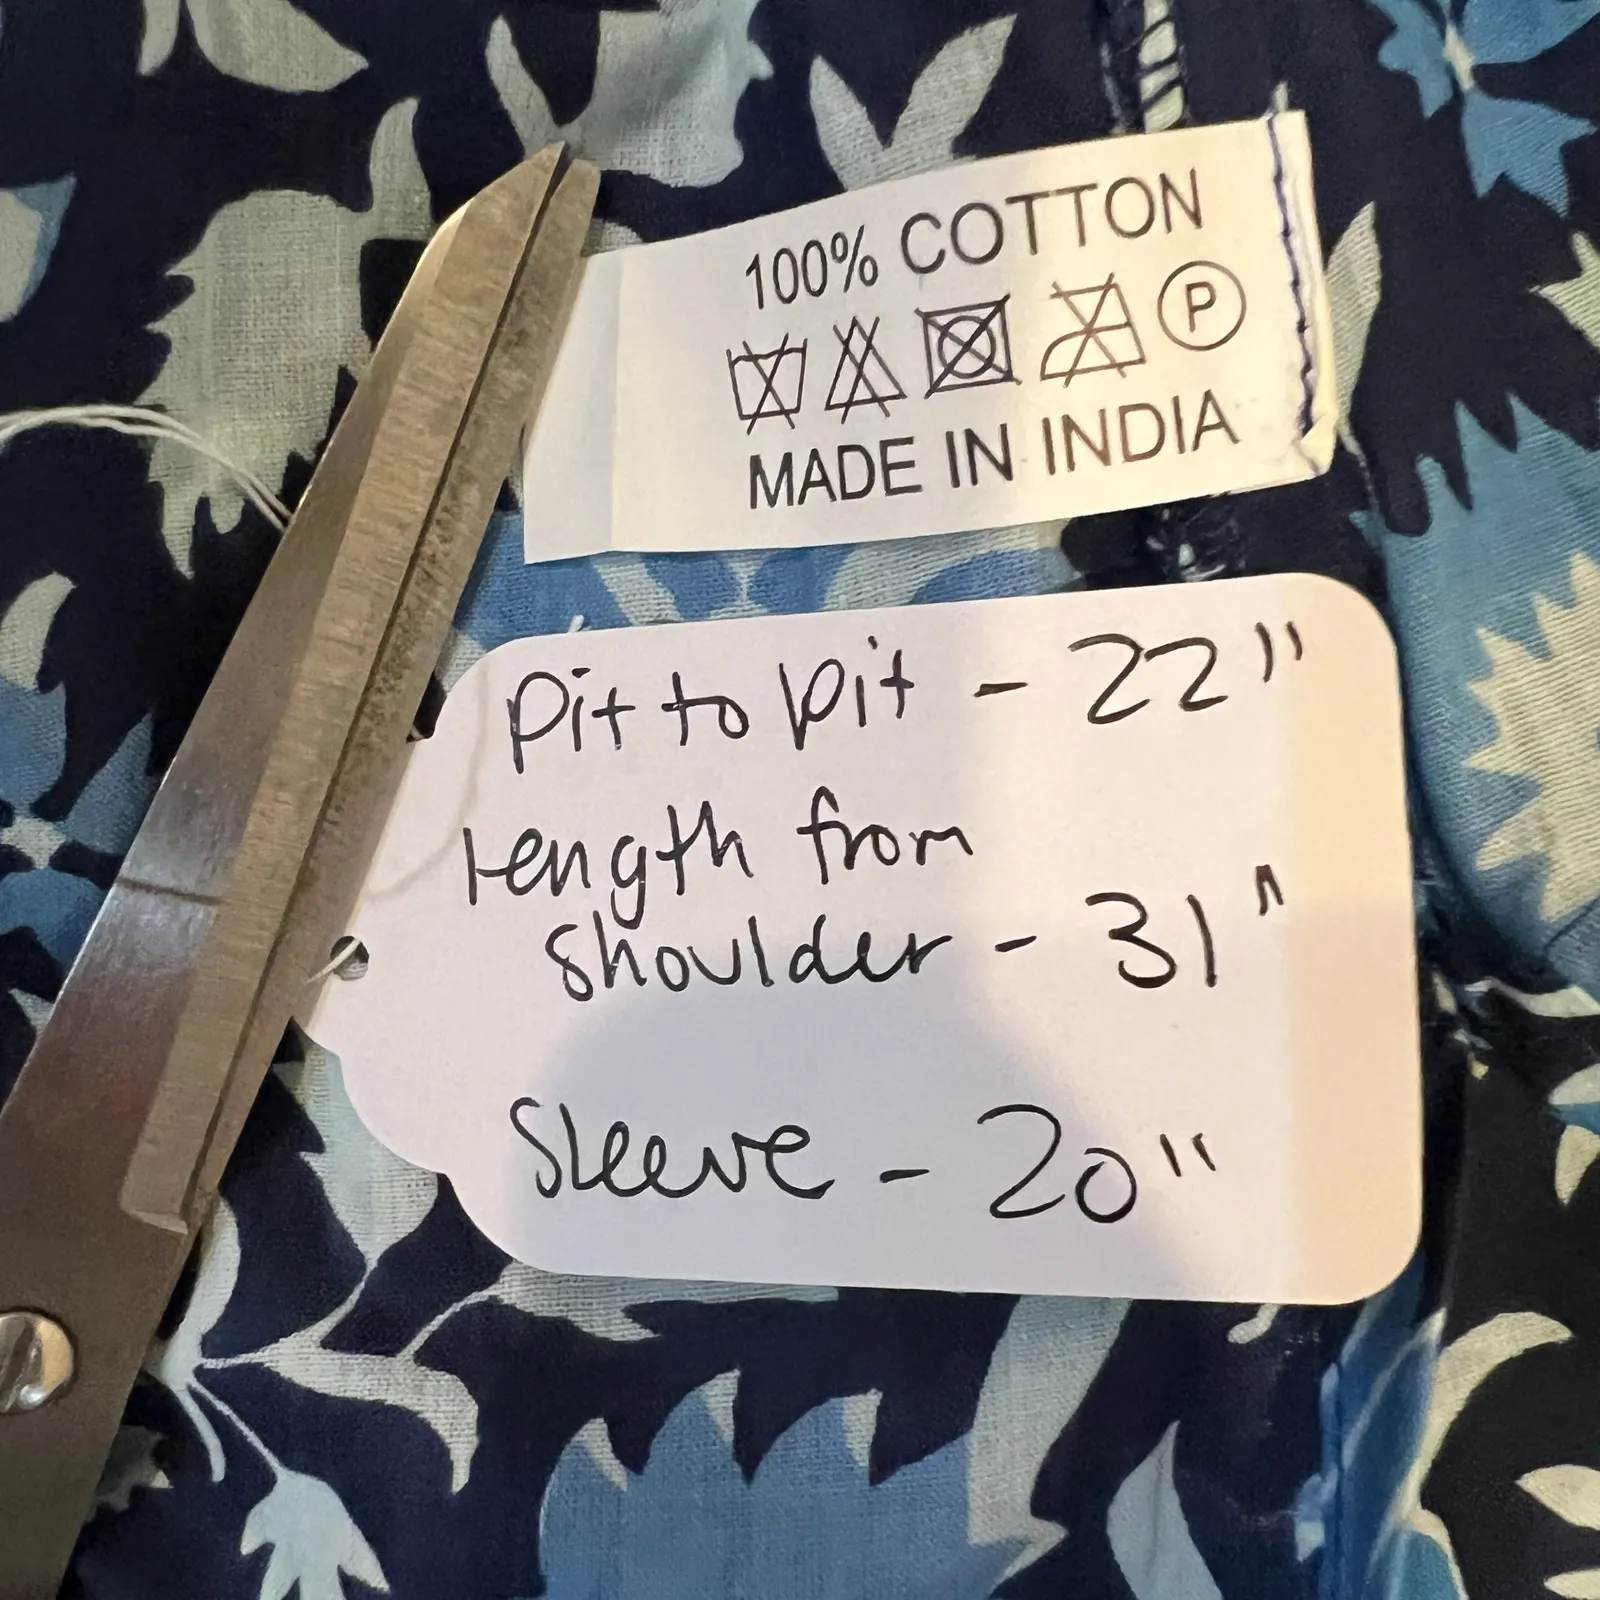 100% COTTON
P
MADE IN INDIA
Pit to pit - 22"
Length from
shoulder - 31"
Sleeve - 20"